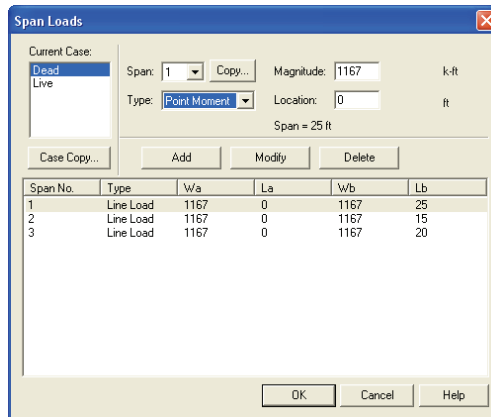 Span Loads
Current Case:
Dead
Live
Case Copy...
Span: 1 Copy... Magnitude: 1167 k-ft
Type: Point Moment Location: 0 ft
Span = 25 ft
Add Modify Delete
Span No. Type Wa La Wb Lb
1 Line Load 1167 0 1167 25
2 Line Load 1167 0 1167 15
3 Line Load 1167 0 1167 20
OK Cancel Help